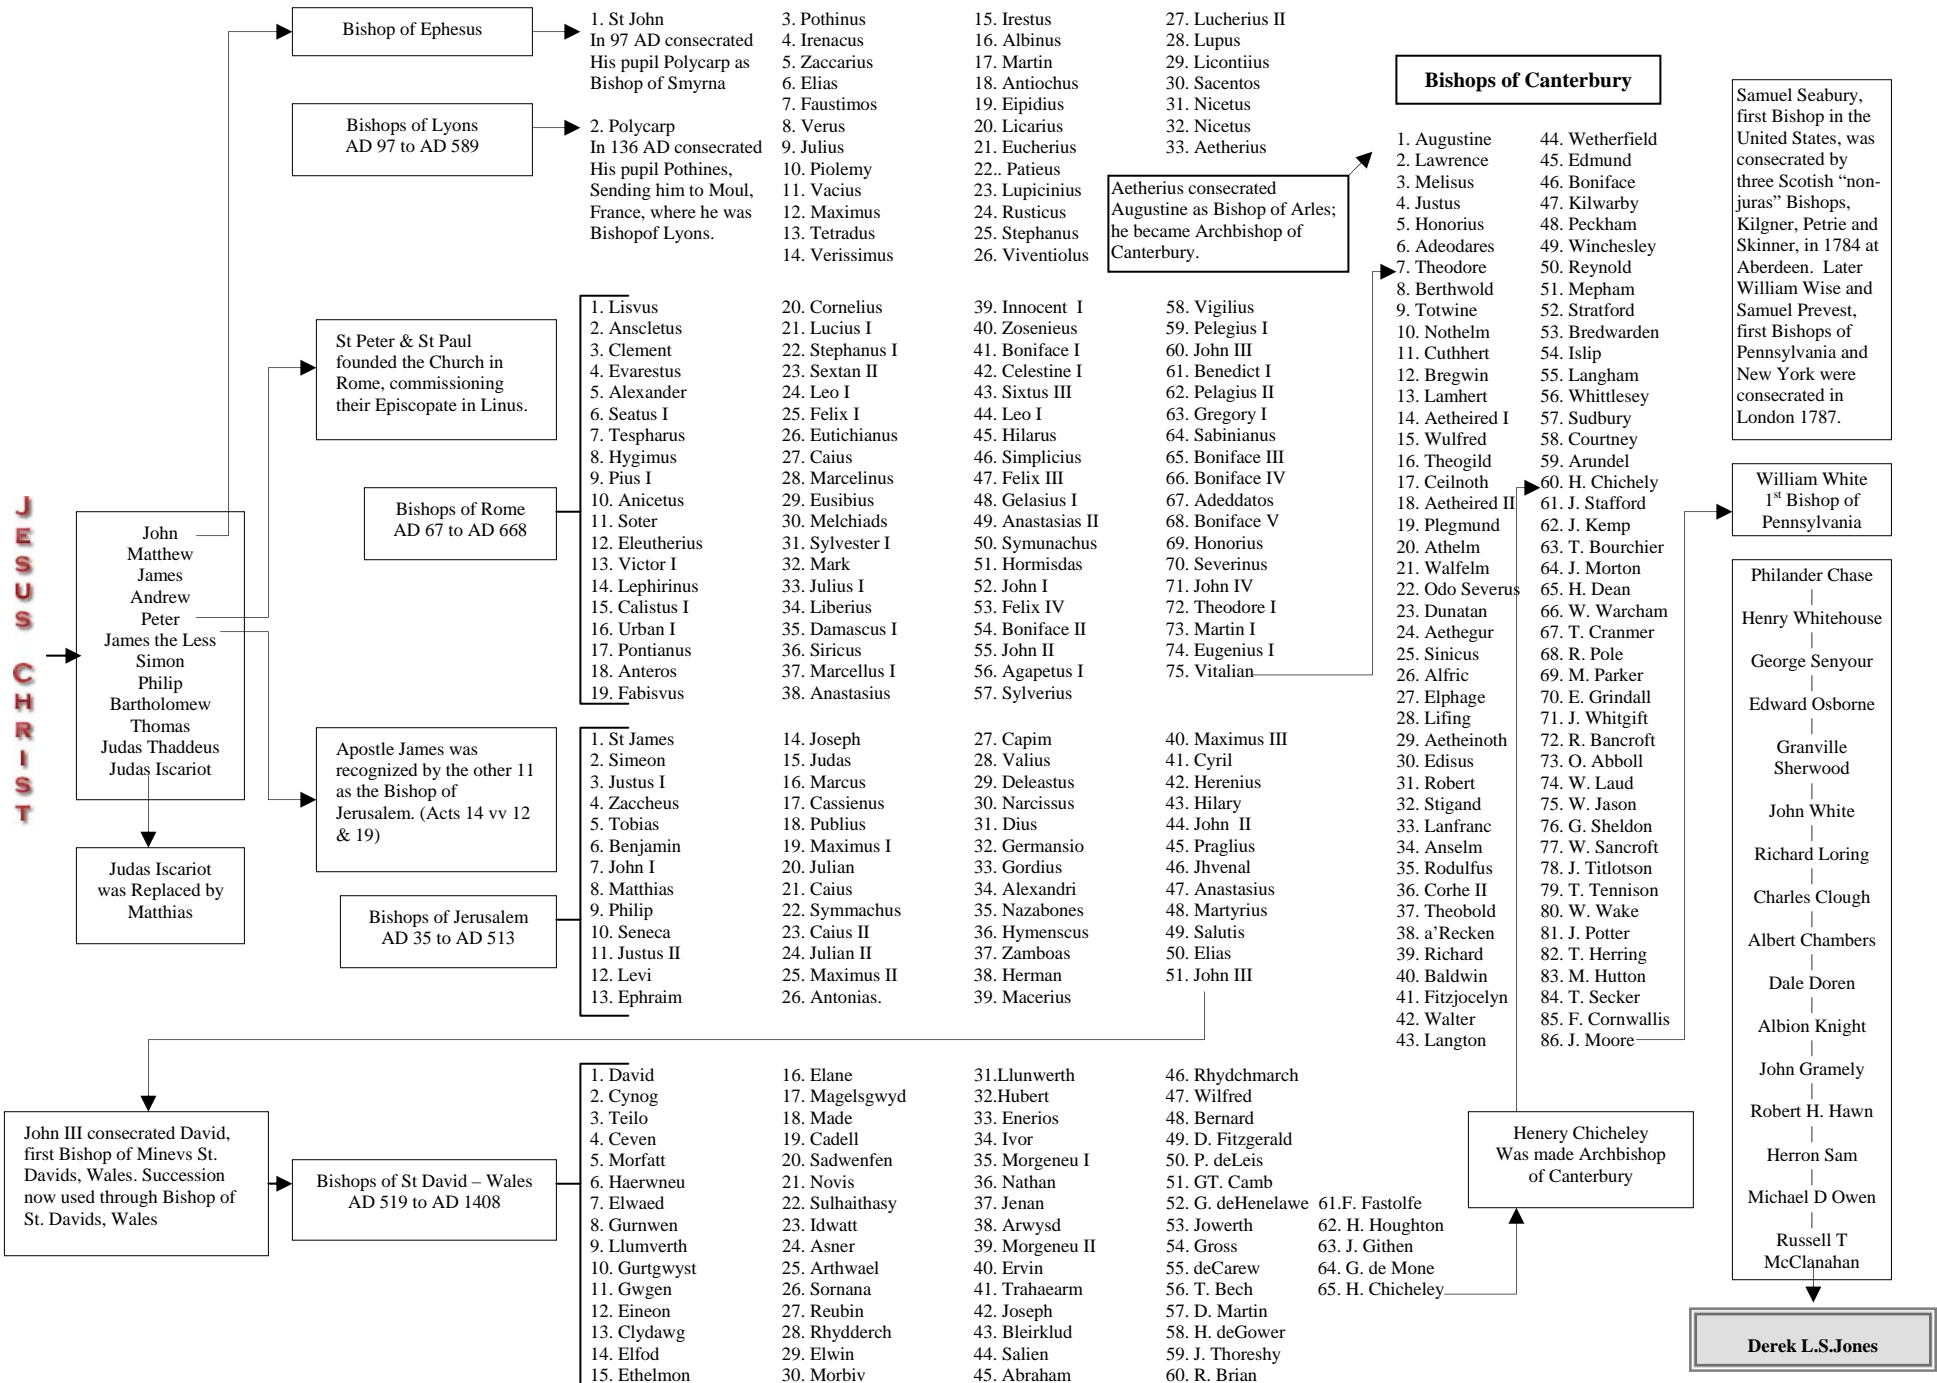 JESUS CHRIST
John
Matthew
James
Andrew
Peter
James the Less
Simon
Philip
Bartholomew
Thomas
Judas Thaddeus
Judas Iscariot
Judas Iscariot
was Replaced by
Matthias
Bishop of Ephesus
Bishops of Lyons
AD 97 to AD 589
1. St John
In 97 AD consecrated
His pupil Polycarp as
Bishop of Smyrna
2. Polycarp
In 136 AD consecrated
His pupil Pothines,
Sending him to Moul,
France, where he was
Bishopof Lyons.
3. Pothinus
4. Irenacus
5. Zaccarius
6. Elias
7. Faustimos
8. Verus
9. Julius
10. Piolemy
11. Vacius
12. Maximus
13. Tetradus
14. Verissimus
15. Irestus
16. Albinus
17. Martin
18. Antiochus
19. Eipidius
20. Licarius
21. Eucherius
22.. Patieus
23. Lupicinius
24. Rusticus
25. Stephanus
26. Viventiolus
27. Lucherius II
28. Lupus
29. Licontiius
30. Sacentos
31. Nicetus
32. Nicetus
33. Aetherius
Aetherius consecrated
Augustine as Bishop of Arles;
he became Archbishop of
Canterbury.
St Peter & St Paul
founded the Church in
Rome, commissioning
their Episcopate in Linus.
Bishops of Rome
AD 67 to AD 668
1. Lisvus
2. Anscletus
3. Clement
4. Evarestus
5. Alexander
6. Seatus I
7. Tespharus
8. Hygimus
9. Pius I
10. Anicetus
11. Soter
12. Eleutherius
13. Victor I
14. Lephirinus
15. Calistus I
16. Urban I
17. Pontianus
18. Anteros
19. Fabisvus
20. Cornelius
21. Lucius I
22. Stephanus I
23. Sextan II
24. Leo I
25. Felix I
26. Eutichianus
27. Caius
28. Marcelinus
29. Eusibius
30. Melchiads
31. Sylvester I
32. Mark
33. Julius I
34. Liberius
35. Damascus I
36. Siricus
37. Marcellus I
38. Anastasius
39. Innocent I
40. Zosenieus
41. Boniface I
42. Celestine I
43. Sixtus III
44. Leo I
45. Hilarus
46. Simplicius
47. Felix III
48. Gelasius I
49. Anastasias II
50. Symunachus
51. Hormisdas
52. John I
53. Felix IV
54. Boniface II
55. John II
56. Agapetus I
57. Sylverius
58. Vigilius
59. Pelegius I
60. John III
61. Benedict I
62. Pelagius II
63. Gregory I
64. Sabinianus
65. Boniface III
66. Boniface IV
67. Adeddatos
68. Boniface V
69. Honorius
70. Severinus
71. John IV
72. Theodore I
73. Martin I
74. Eugenius I
75. Vitalian
Apostle James was
recognized by the other 11
as the Bishop of
Jerusalem. (Acts 14 vv 12
& 19)
Bishops of Jerusalem
AD 35 to AD 513
1. St James
2. Simeon
3. Justus I
4. Zaccheus
5. Tobias
6. Benjamin
7. John I
8. Matthias
9. Philip
10. Seneca
11. Justus II
12. Levi
13. Ephraim
14. Joseph
15. Judas
16. Marcus
17. Cassienus
18. Publius
19. Maximus I
20. Julian
21. Caius
22. Symmachus
23. Caius II
24. Julian II
25. Maximus II
26. Antonias.
27. Capim
28. Valius
29. Deleastus
30. Narcissus
31. Dius
32. Germansio
33. Gordius
34. Alexandri
35. Nazabones
36. Hymenscus
37. Zamboas
38. Herman
39. Macerius
40. Maximus III
41. Cyril
42. Herenius
43. Hilary
44. John II
45. Praglius
46. Jhvenal
47. Anastasius
48. Martyrius
49. Salutis
50. Elias
51. John III
John III consecrated David,
first Bishop of Minevs St.
Davids, Wales. Succession
now used through Bishop of
St. Davids, Wales
Bishops of St David – Wales
AD 519 to AD 1408
1. David
2. Cynog
3. Teilo
4. Ceven
5. Morfatt
6. Haerwneu
7. Elwaed
8. Gurnwen
9. Llumverth
10. Gurtgwyst
11. Gwgen
12. Eineon
13. Clydawg
14. Elfod
15. Ethelmon
16. Elane
17. Magelsgwyd
18. Made
19. Cadell
20. Sadwenfen
21. Novis
22. Sulhaithasy
23. Idwatt
24. Asner
25. Arthwael
26. Sornana
27. Reubin
28. Rhydderch
29. Elwin
30. Morbiv
31.Llunwerth
32.Hubert
33. Enerios
34. Ivor
35. Morgeneu I
36. Nathan
37. Jenan
38. Arwysd
39. Morgeneu II
40. Ervin
41. Trahaearm
42. Joseph
43. Bleirklud
44. Salien
45. Abraham
46. Rhydchmarch
47. Wilfred
48. Bernard
49. D. Fitzgerald
50. P. deLeis
51. GT. Camb
52. G. deHenelawe
53. Jowerth
54. Gross
55. deCarew
56. T. Bech
57. D. Martin
58. H. deGower
59. J. Thoreshy
60. R. Brian
61.F. Fastolfe
62. H. Houghton
63. J. Githen
64. G. de Mone
65. H. Chicheley
Henery Chicheley
Was made Archbishop
of Canterbury
Bishops of Canterbury
1. Augustine
2. Lawrence
3. Melisus
4. Justus
5. Honorius
6. Adeodares
7. Theodore
8. Berthwold
9. Totwine
10. Nothelm
11. Cuthhert
12. Bregwin
13. Lamhert
14. Aetheired I
15. Wulfred
16. Theogild
17. Ceilnoth
18. Aetheired II
19. Plegmund
20. Athelm
21. Walfelm
22. Odo Severus
23. Dunatan
24. Aethegur
25. Sinicus
26. Alfric
27. Elphage
28. Lifing
29. Aetheinoth
30. Edisus
31. Robert
32. Stigand
33. Lanfranc
34. Anselm
35. Rodulfus
36. Corhe II
37. Theobold
38. a'Recken
39. Richard
40. Baldwin
41. Fitzjocelyn
42. Walter
43. Langton
44. Wetherfield
45. Edmund
46. Boniface
47. Kilwarby
48. Peckham
49. Winchesley
50. Reynold
51. Mepham
52. Stratford
53. Bredwarden
54. Islip
55. Langham
56. Whittlesey
57. Sudbury
58. Courtney
59. Arundel
60. H. Chichely
61. J. Stafford
62. J. Kemp
63. T. Bourchier
64. J. Morton
65. H. Dean
66. W. Warcham
67. T. Cranmer
68. R. Pole
69. M. Parker
70. E. Grindall
71. J. Whitgift
72. R. Bancroft
73. O. Abboll
74. W. Laud
75. W. Jason
76. G. Sheldon
77. W. Sancroft
78. J. Titlotson
79. T. Tennison
80. W. Wake
81. J. Potter
82. T. Herring
83. M. Hutton
84. T. Secker
85. F. Cornwallis
86. J. Moore
Samuel Seabury,
first Bishop in the
United States, was
consecrated by
three Scotish “non-
juras” Bishops,
Kilgner, Petrie and
Skinner, in 1784 at
Aberdeen. Later
William Wise and
Samuel Prevest,
first Bishops of
Pennsylvania and
New York were
consecrated in
London 1787.
William White
1st Bishop of
Pennsylvania
Philander Chase
Henry Whitehouse
George Senyour
Edward Osborne
Granville
Sherwood
John White
Richard Loring
Charles Clough
Albert Chambers
Dale Doren
Albion Knight
John Gramely
Robert H. Hawn
Herron Sam
Michael D Owen
Russell T
McClanahan
Derek L.S.Jones